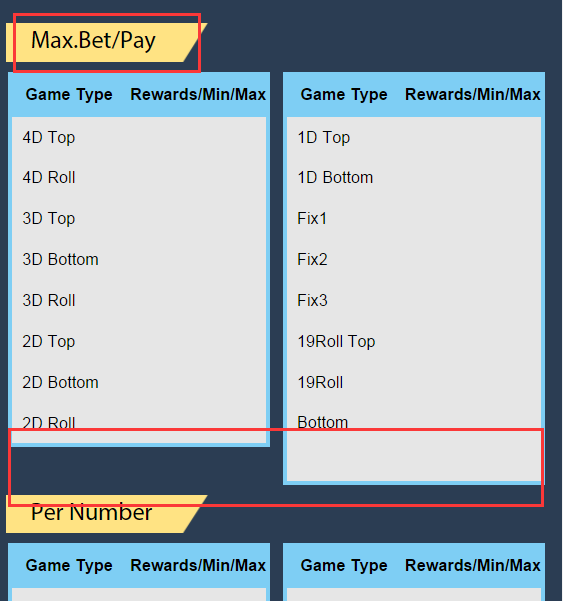 Max.Bet/Pay
Game Type Rewards/Min/Max
4D Top
4D Roll
3D Top
3D Bottom
3D Roll
2D Top
2D Bottom
2D Roll
Game Type Rewards/Min/Max
1D Top
1D Bottom
Fix1
Fix2
Fix3
19Roll Top
19Roll
Bottom
Per Number
Game Type Rewards/Min/Max
Game Type Rewards/Min/Max